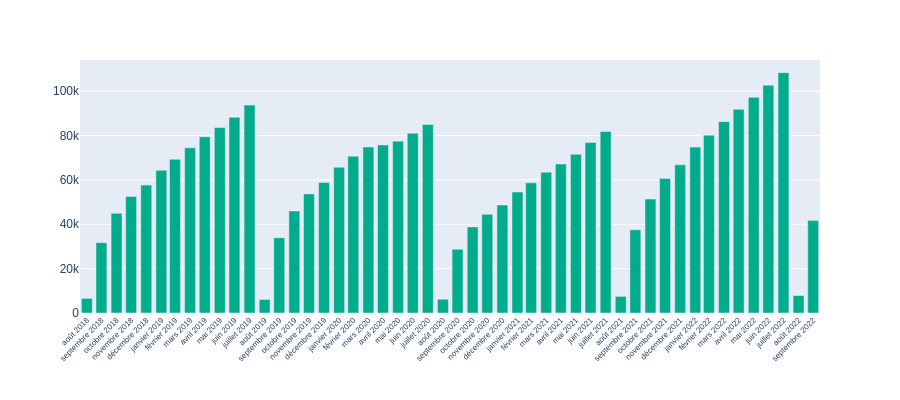 100k
80k
60k
40k
20k
0
août 2018
septembre 2018
octobre 2018
novembre 2018
décembre 2018
janvier 2019
février 2019
mars 2019
avril 2019
mai 2019
juin 2019
juillet 2019
août 2019
septembre 2019
octobre 2019
novembre 2019
décembre 2019
janvier 2020
février 2020
mars 2020
avril 2020
mai 2020
juin 2020
juillet 2020
août 2020
septembre 2020
octobre 2020
novembre 2020
décembre 2020
janvier 2021
février 2021
mars 2021
avril 2021
mai 2021
juin 2021
juillet 2021
août 2021
septembre 2021
octobre 2021
novembre 2021
décembre 2021
janvier 2022
février 2022
mars 2022
avril 2022
mai 2022
juin 2022
juillet 2022
août 2022
septembre 2022